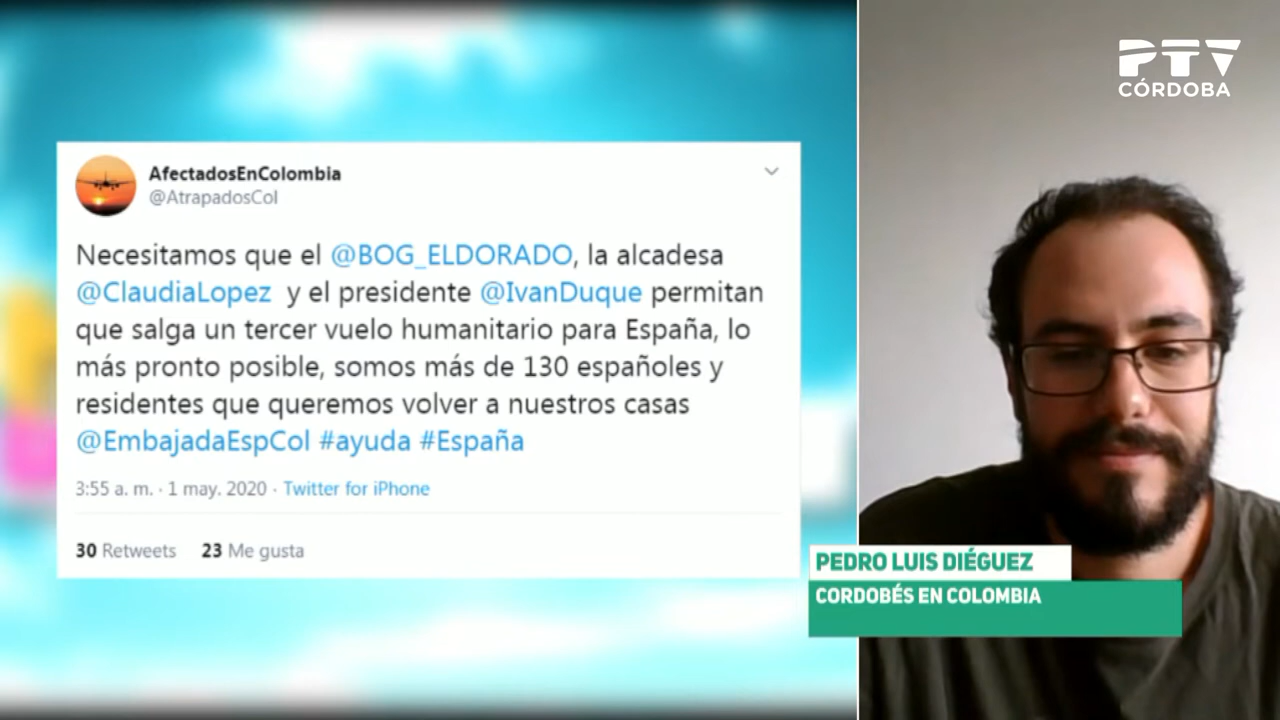 AfectadosEnColombia
@AtrapadosCol
Necesitamos que el @BOG_ELDORADO, la alcadesa
@ClaudiaLopez y el presidente @IvanDuque permitan
que salga un tercer vuelo humanitario para España, lo
más pronto posible, somos más de 130 españoles y
residentes que queremos volver a nuestros casas
@EmbajadaEspCol #ayuda #España
3:55 a. m. · 1 may. 2020 · Twitter for iPhone
30 Retweets 23 Me gusta
PTV
CÓRDOBA
PEDRO LUIS DIÉGUEZ
CORDOBÉS EN COLOMBIA